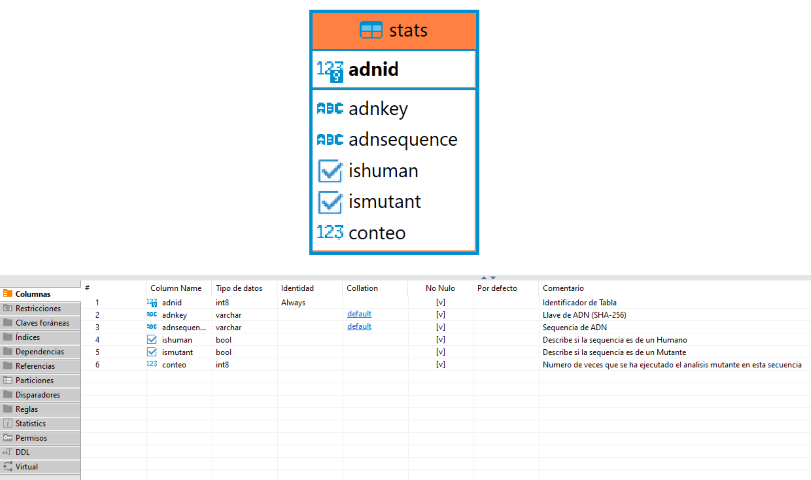 stats
123 adnid
ABC adnkey
ABC adnsequence
ishuman
ismutant
123 conteo
# Column Name Tipo de datos Identidad Collation No Nulo Por defecto Comentario
1 123 adnid int8 Always [v] Identificador de Tabla
2 ABC adnkey varchar default [v] Llave de ADN (SHA-256)
3 ABC adnsequen... varchar default [v] Sequencia de ADN
4 ishuman bool [v] Describe si la sequencia es de un Humano
5 ismutant bool [v] Describe si la sequencia es de un Mutante
6 123 conteo int8 [v] Numero de veces que se ha ejecutado el analisis mutante en esta secuencia
Columnas
Restricciones
Claves foráneas
Índices
Dependencias
Referencias
Particiones
Disparadores
Reglas
Statistics
Permisos
DDL
Virtual